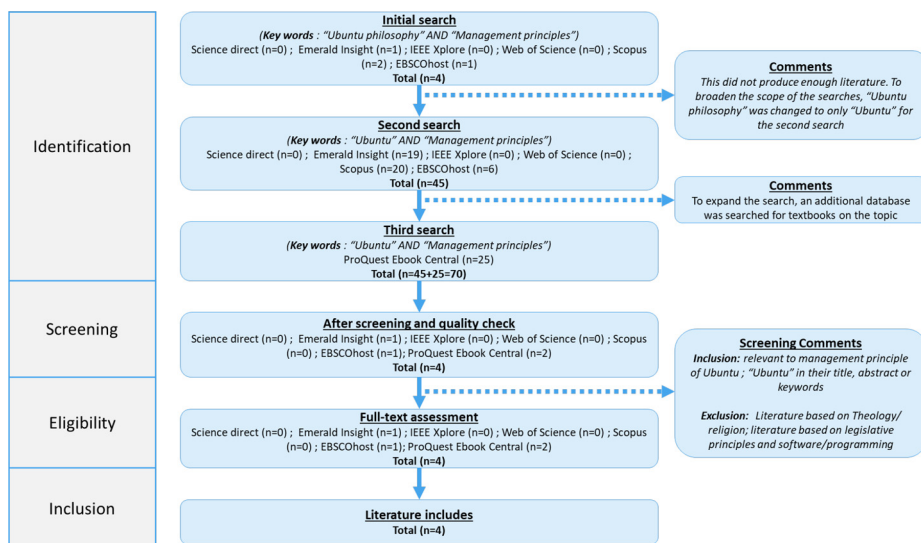 Identification
Screening
Eligibility
Inclusion
Initial search
(Key words : “Ubuntu philosophy” AND “Management principles”)
Science direct (n=0) ; Emerald Insight (n=1) ; IEEE Xplore (n=0) ; Web of Science (n=0) ; Scopus
(n=2) ; EBSCOhost (n=1)
Total (n=4)
Comments
This did not produce enough literature. To
broaden the scope of the searches, “Ubuntu
philosophy” was changed to only “Ubuntu” for
the second search
Second search
(Key words : “Ubuntu” AND “Management principles”)
Science direct (n=0) ; Emerald Insight (n=19) ; IEEE Xplore (n=0) ; Web of Science (n=0) ;
Scopus (n=20) ; EBSCOhost (n=6)
Total (n=45)
Comments
To expand the search, an additional database
was searched for textbooks on the topic
Third search
(Key words : “Ubuntu” AND “Management principles”)
ProQuest Ebook Central (n=25)
Total (n=45+25=70)
After screening and quality check
Science direct (n=0) ; Emerald Insight (n=1) ; IEEE Xplore (n=0) ; Web of Science (n=0) ; Scopus
(n=0) ; EBSCOhost (n=1); ProQuest Ebook Central (n=2)
Total (n=4)
Screening Comments
Inclusion: relevant to management principle
of Ubuntu ; “Ubuntu” in their title, abstract or
keywords
Exclusion: Literature based on Theology/
religion; literature based on legislative
principles and software/programming
Full-text assessment
Science direct (n=0) ; Emerald Insight (n=1) ; IEEE Xplore (n=0) ; Web of Science (n=0) ; Scopus
(n=0) ; EBSCOhost (n=1); ProQuest Ebook Central (n=2)
Total (n=4)
Literature includes
Total (n=4)